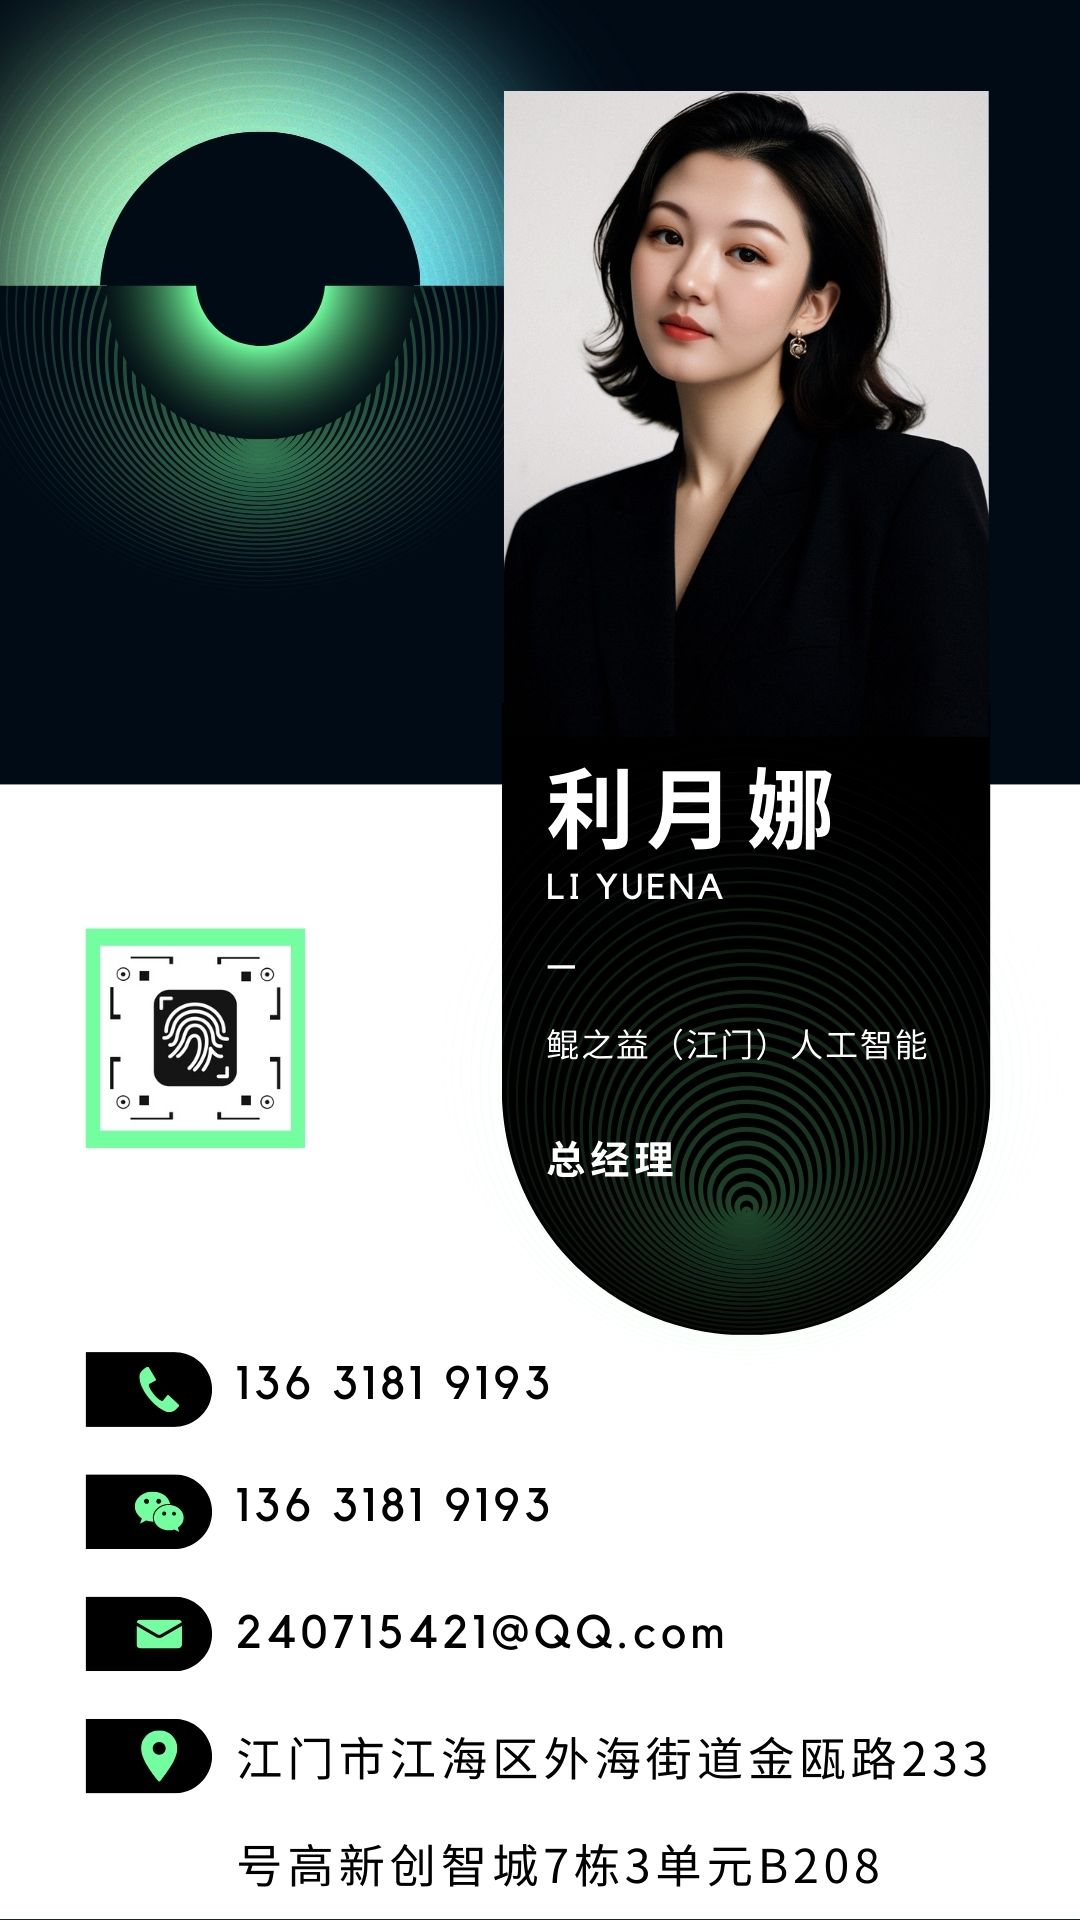 利月娜
LI YUENA
—
鲲之益（江门）人工智能
总经理
136 3181 9193
136 3181 9193
240715421@QQ.com
江门市江海区外海街道金瓯路233
号高新创智城7栋3单元B208